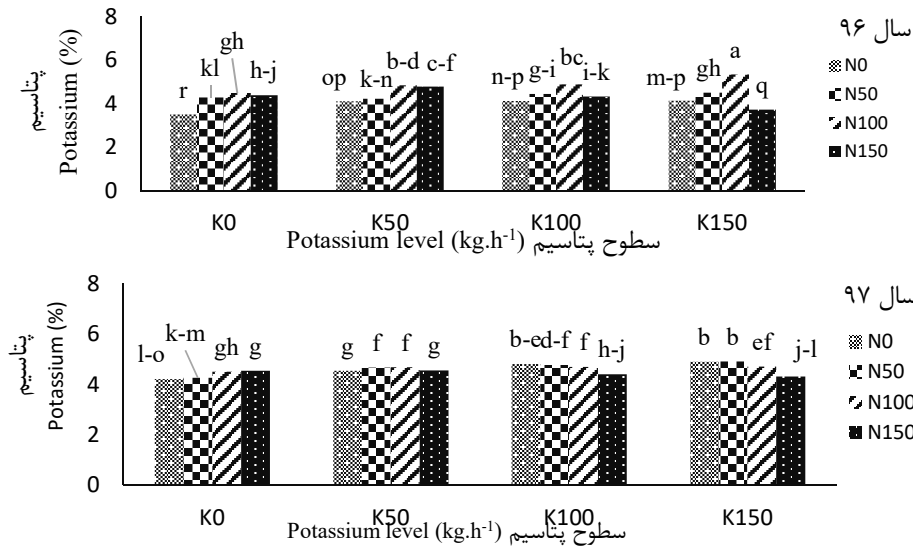 سال ۹۶
8
6
4
2
0
پتاسیم
Potassium (%)
r kl gh h-j
op k-n b-d c-f
n-p g-i bc i-k
m-p gh a q
N0
N50
N100
N150
K0 K50 K100 K150
Potassium level (kg.h⁻¹) سطوح پتاسیم
سال ۹۷
8
6
4
2
0
پتاسیم
Potassium (%)
l-o k-m gh g
g f f g
b-e d-f f h-j
b b ef j-l
N0
N50
N100
N150
K0 K50 K100 K150
Potassium level (kg.h⁻¹) سطوح پتاسیم